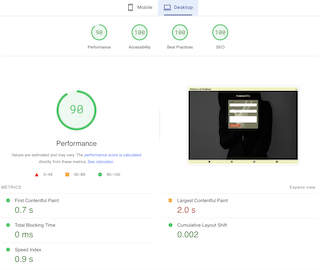 Mobile
Desktop
90
100
100
100
Performance
Accessibility
Best Practices
SEO
90
Performance
Values are estimated and may vary. The performance score is calculated
directly from these metrics. See calculator.
0–49
50–89
90–100
METRICS
Expand view
First Contentful Paint
0.7 s
Largest Contentful Paint
2.0 s
Total Blocking Time
0 ms
Cumulative Layout Shift
0.002
Speed Index
0.9 s